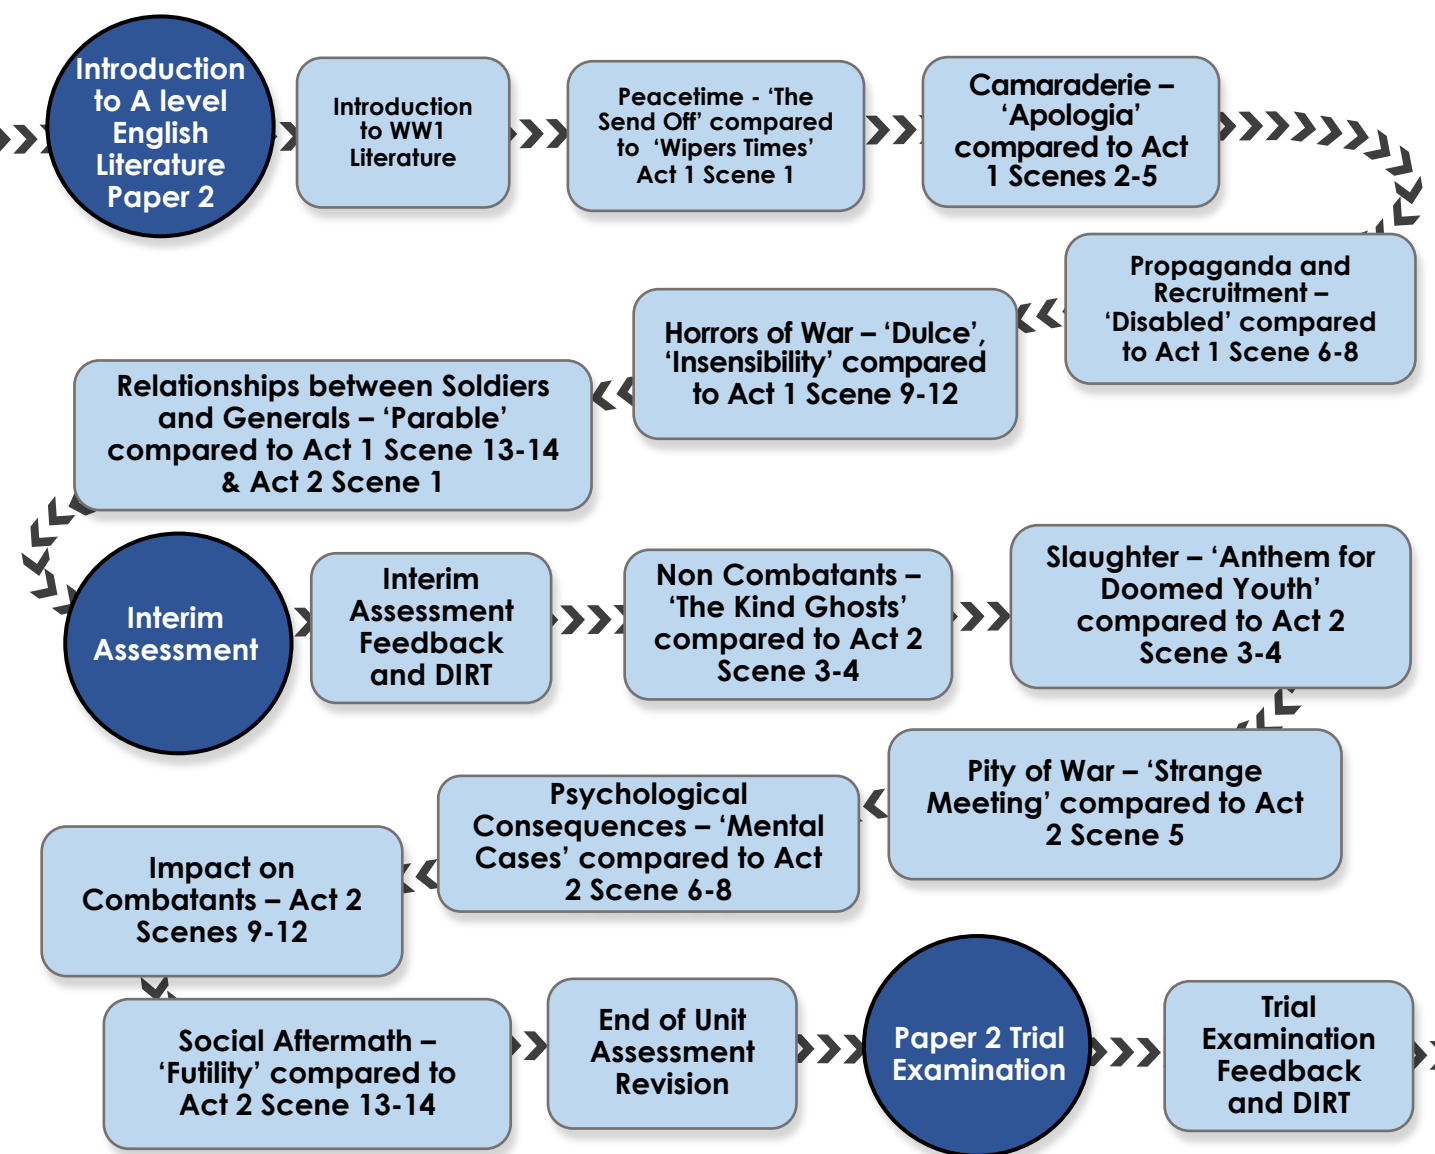 Introduction
to A level
English
Literature
Paper 2
Introduction
to WW1
Literature
Peacetime - ‘The
Send Off’ compared
to ‘Wipers Times’
Act 1 Scene 1
Camaraderie –
‘Apologia’
compared to Act
1 Scenes 2-5
Propaganda and
Recruitment –
‘Disabled’ compared
to Act 1 Scene 6-8
Horrors of War – ‘Dulce’,
‘Insensibility’ compared
to Act 1 Scene 9-12
Relationships between Soldiers
and Generals – ‘Parable’
compared to Act 1 Scene 13-14
& Act 2 Scene 1
Interim
Assessment
Interim
Assessment
Feedback
and DIRT
Non Combatants –
‘The Kind Ghosts’
compared to Act 2
Scene 3-4
Slaughter – ‘Anthem for
Doomed Youth’
compared to Act 2
Scene 3-4
Pity of War – ‘Strange
Meeting’ compared to Act
2 Scene 5
Psychological
Consequences – ‘Mental
Cases’ compared to Act
2 Scene 6-8
Impact on
Combatants – Act 2
Scenes 9-12
Social Aftermath –
‘Futility’ compared to
Act 2 Scene 13-14
End of Unit
Assessment
Revision
Paper 2 Trial
Examination
Trial
Examination
Feedback
and DIRT